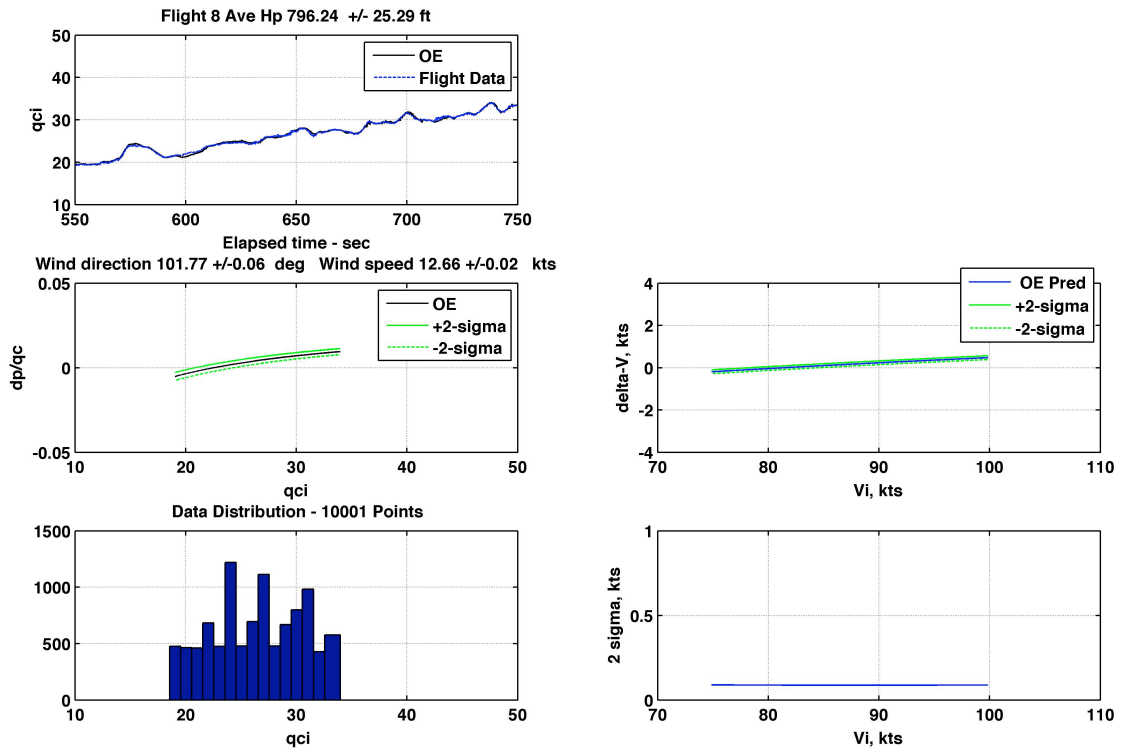 Flight 8 Ave Hp 796.24 +/- 25.29 ft
50
40
30
20
10
qci
OE
Flight Data
550 600 650 700 750
Elapsed time - sec
Wind direction 101.77 +/-0.06 deg Wind speed 12.66 +/-0.02 kts
0.05
0
-0.05
dp/qc
OE
+2-sigma
-2-sigma
10 20 30 40 50
qci
4
2
0
-2
-4
delta-V, kts
OE Pred
+2-sigma
-2-sigma
70 80 90 100 110
Vi, kts
Data Distribution - 10001 Points
1500
1000
500
0
10 20 30 40 50
qci
1
0.5
0
2 sigma, kts
70 80 90 100 110
Vi, kts